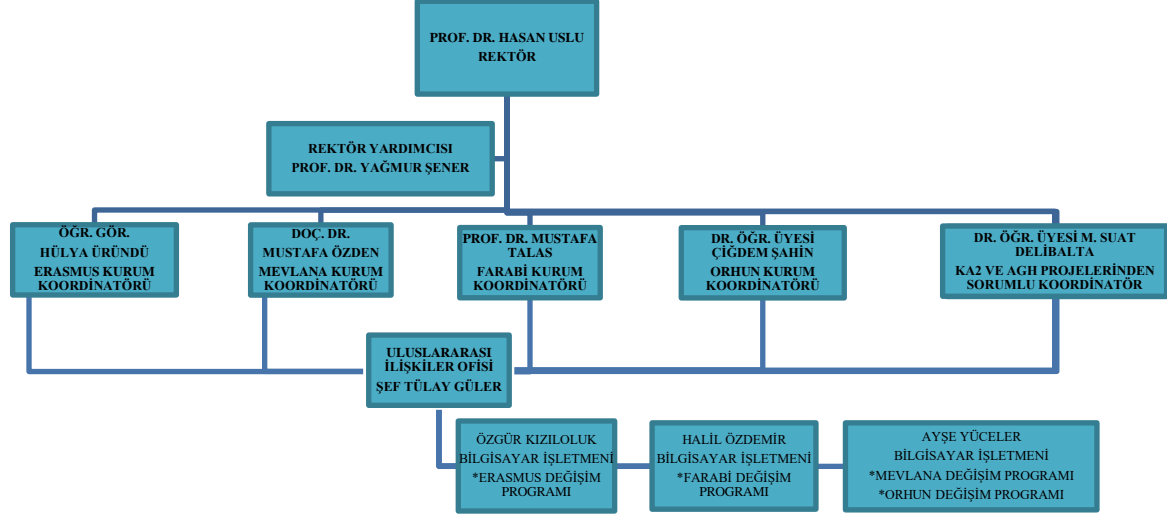 PROF. DR. HASAN USLU
REKTÖR
REKTÖR YARDIMCISI
PROF. DR. YAĞMUR ŞENER
ÖĞR. GÖR.
HÜLYA ÜRÜNDÜ
ERASMUS KURUM
KOORDİNATÖRÜ
DOÇ. DR.
MUSTAFA ÖZDEN
MEVLANA KURUM
KOORDİNATÖRÜ
PROF. DR. MUSTAFA
TALAS
FARABİ KURUM
KOORDİNATÖRÜ
DR. ÖĞR. ÜYESİ
ÇİĞDEM ŞAHİN
ORHUN KURUM
KOORDİNATÖRÜ
DR. ÖĞR. ÜYESİ M. SUAT
DELİBALTA
KA2 VE AGH PROJELERİNDEN
SORUMLU KOORDİNATÖR
ULUSLARARASI
İLİŞKİLER OFİSİ
ŞEF TÜLAY GÜLER
ÖZGÜR KIZILOLUK
BİLGİSAYAR İŞLETMENİ
*ERASMUS DEĞİŞİM
PROGRAMI
HALİL ÖZDEMİR
BİLGİSAYAR İŞLETMENİ
*FARABİ DEĞİŞİM
PROGRAMI
AYŞE YÜCELER
BİLGİSAYAR İŞLETMENİ
*MEVLANA DEĞİŞİM PROGRAMI
*ORHUN DEĞİŞİM PROGRAMI